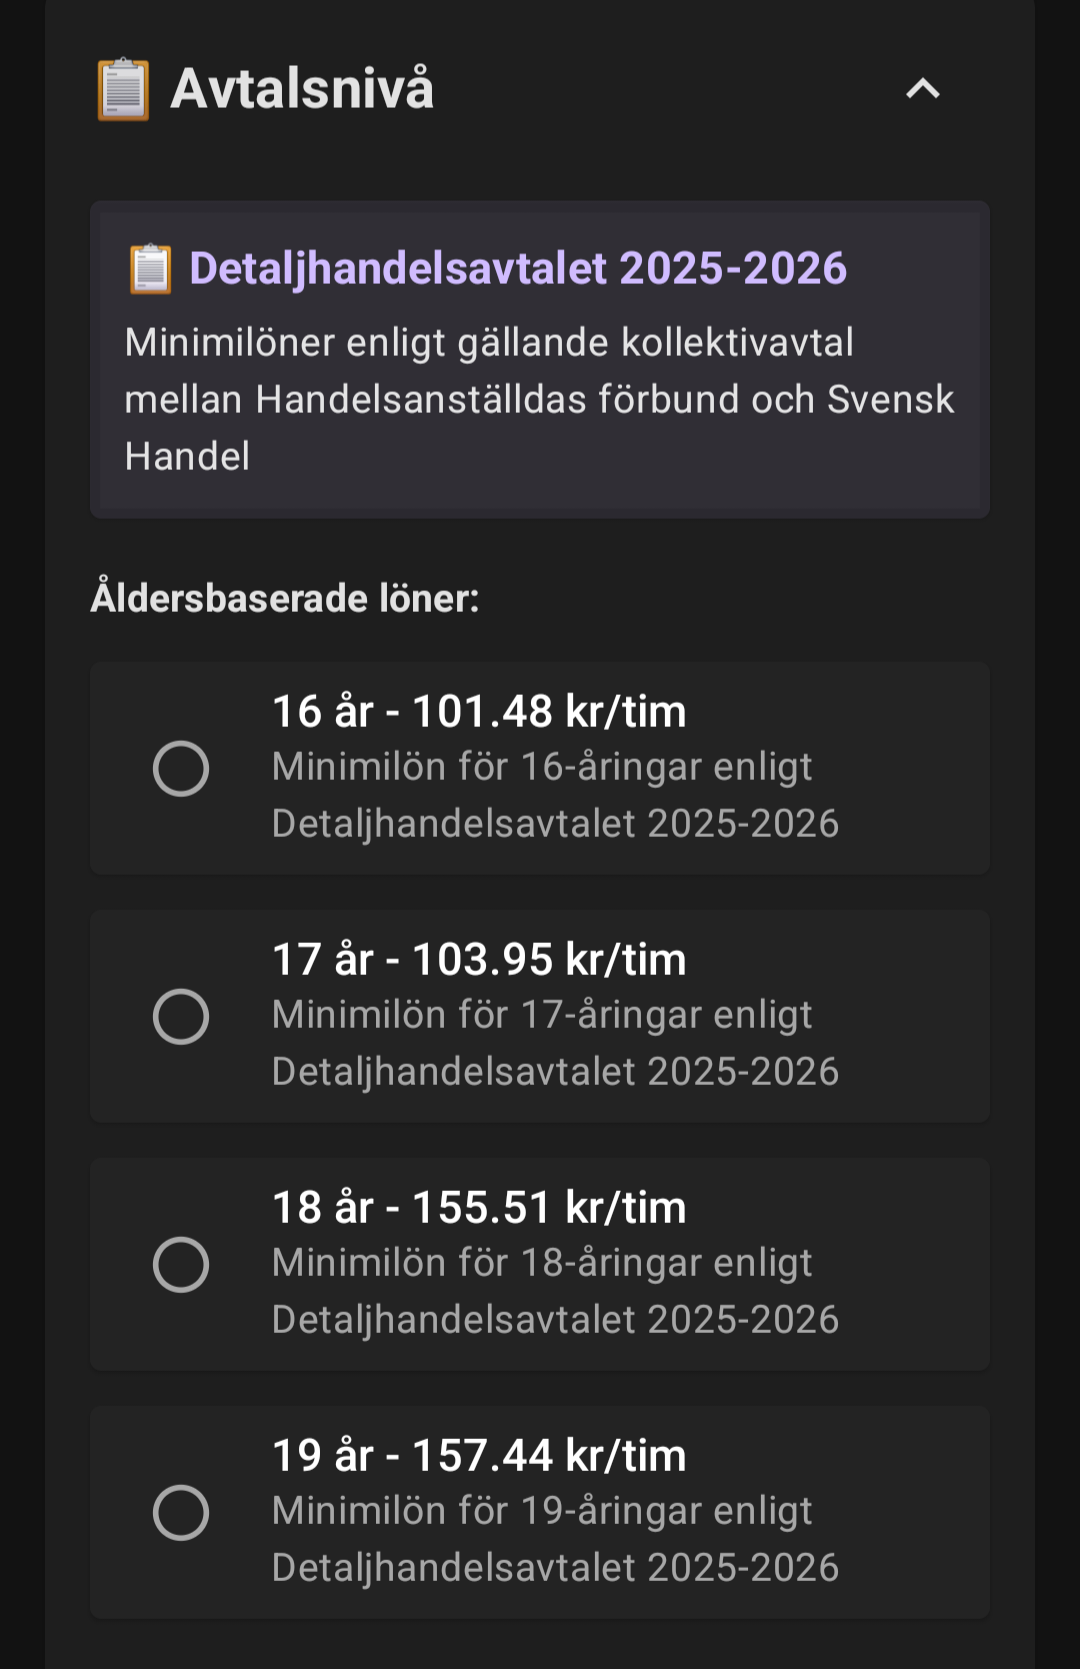 Avtalsnivå
Detaljhandelsavtalet 2025-2026
Minimilöner enligt gällande kollektivavtal
mellan Handelsanställdas förbund och Svensk
Handel
Åldersbaserade löner:
16 år - 101.48 kr/tim
Minimilön för 16-åringar enligt
Detaljhandelsavtalet 2025-2026
17 år - 103.95 kr/tim
Minimilön för 17-åringar enligt
Detaljhandelsavtalet 2025-2026
18 år - 155.51 kr/tim
Minimilön för 18-åringar enligt
Detaljhandelsavtalet 2025-2026
19 år - 157.44 kr/tim
Minimilön för 19-åringar enligt
Detaljhandelsavtalet 2025-2026